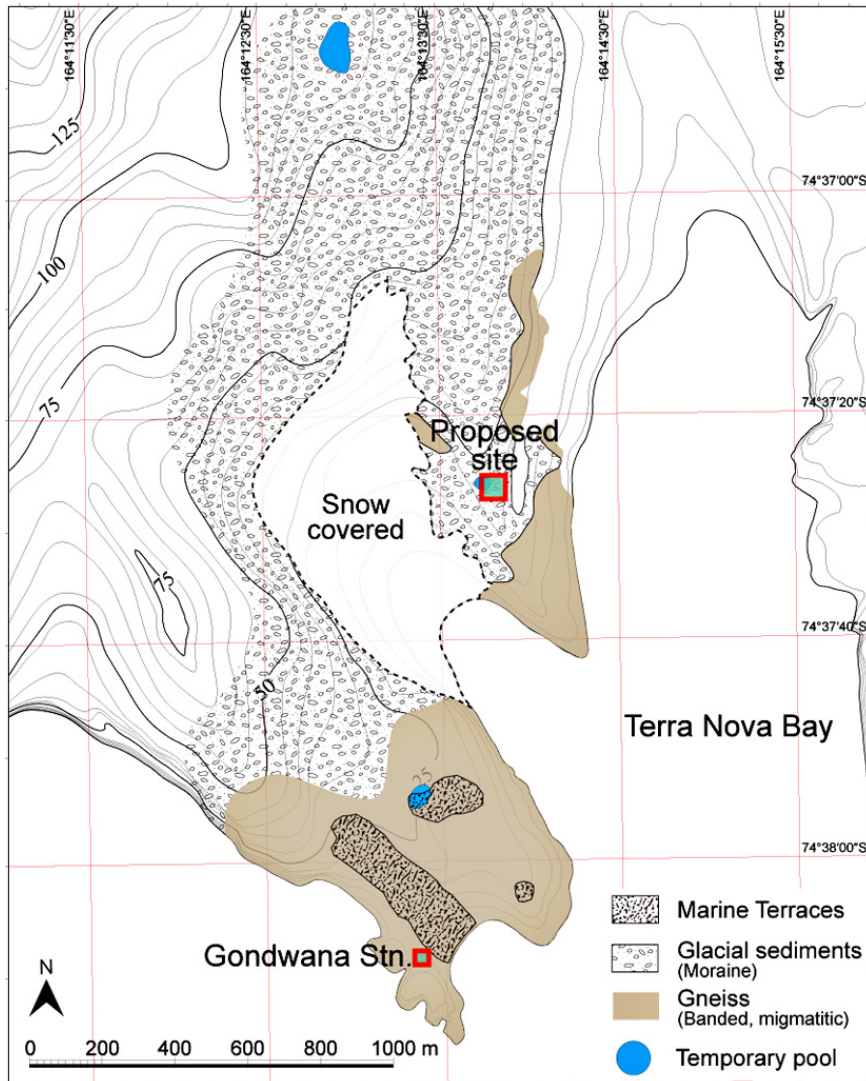 164°11'30"E
164°12'30"E
164°13'30"E
164°14'30"E
164°15'30"E
125
74°37'00"S
100
75
74°37'20"S
Proposed
site
Snow
covered
75
74°37'40"S
50
Terra Nova Bay
25
74°38'00"S
Marine Terraces
Gondwana Stn.
Glacial sediments
(Moraine)
N
Gneiss
(Banded, migmatitic)
0 200 400 600 800 1000 m
Temporary pool